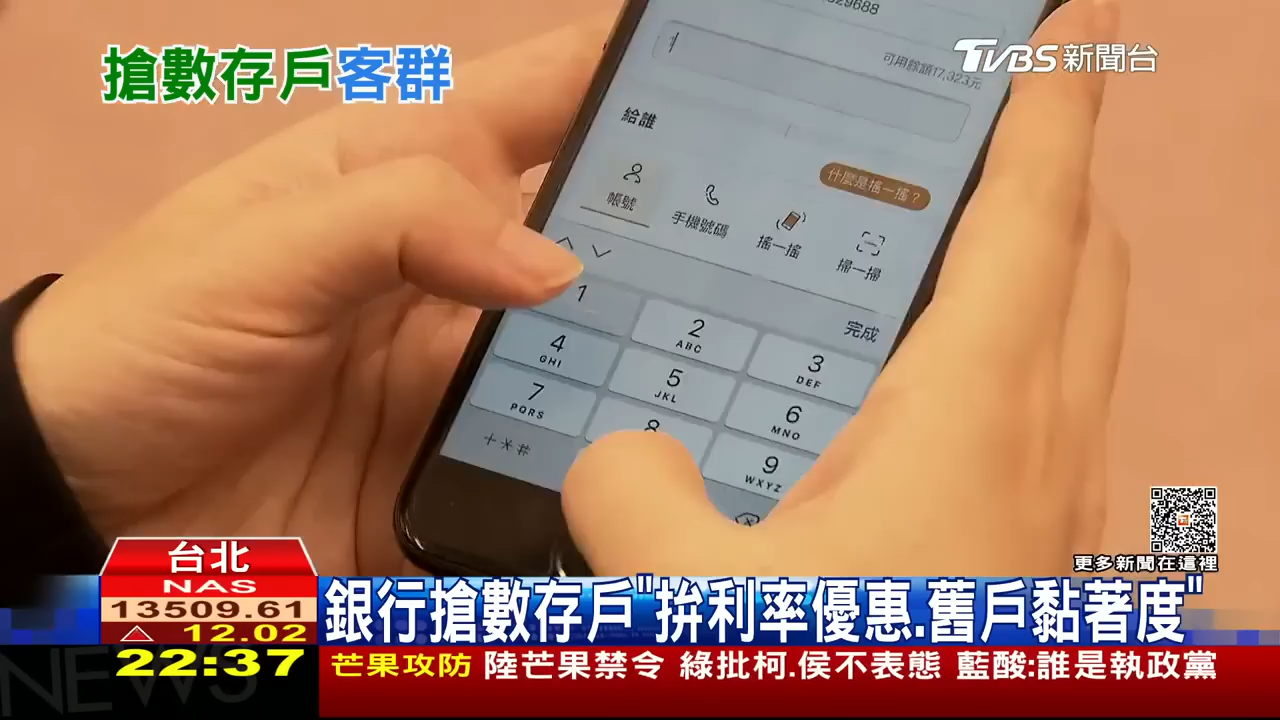 29688
搶數存戶客群
TVBS新聞台
1
可用餘額17,323元
給誰
什麼是搖一搖?
帳號
手機號碼
搖一搖
掃一掃
完成
1
2
ABC
3
DEF
4
GHI
5
JKL
6
MNO
7
PQRS
8
9
WXYZ
+*#
更多新聞在這裡
台北
NAS
13509.61
12.02
22:37
銀行搶數存戶"拚利率優惠.舊戶黏著度"
芒果攻防 陸芒果禁令 綠批柯.侯不表態 藍酸:誰是執政黨
NEWS